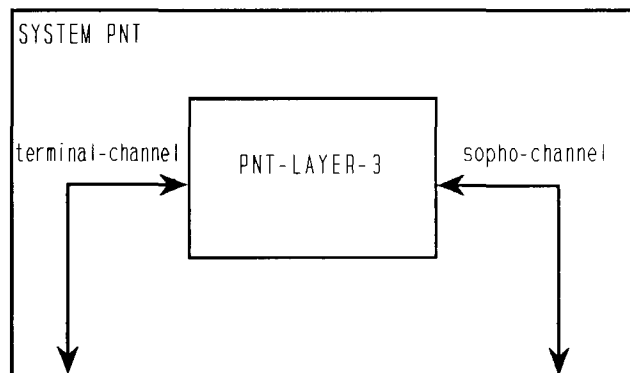 SYSTEM PNT
terminal-channel
PNT-LAYER-3
sopho-channel